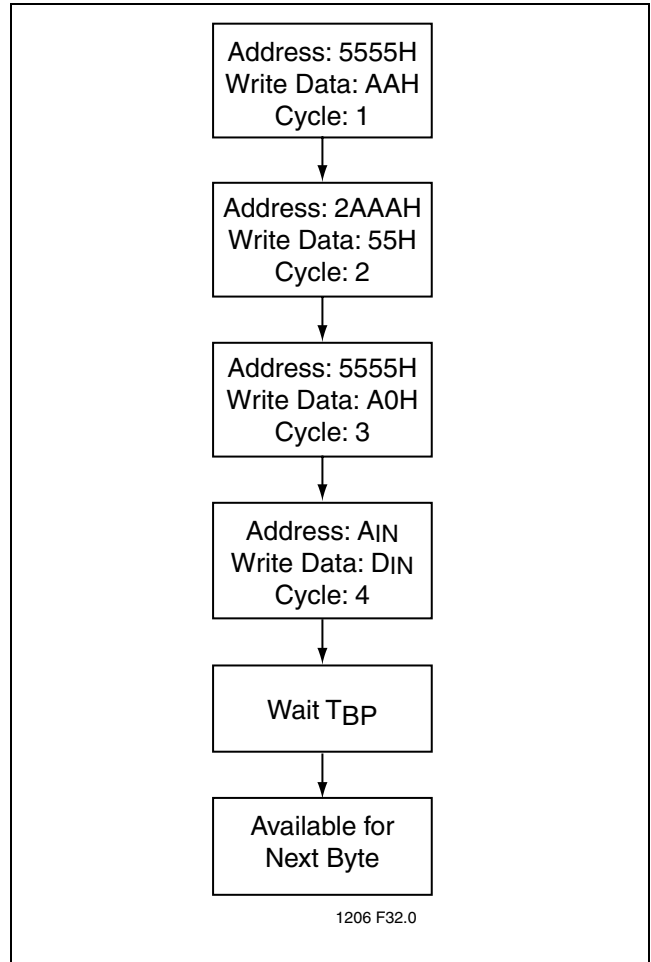 Address: 5555H
Write Data: AAH
Cycle: 1
Address: 2AAAH
Write Data: 55H
Cycle: 2
Address: 5555H
Write Data: A0H
Cycle: 3
Address: AIN
Write Data: DIN
Cycle: 4
Wait TBP
Available for
Next Byte
1206 F32.0